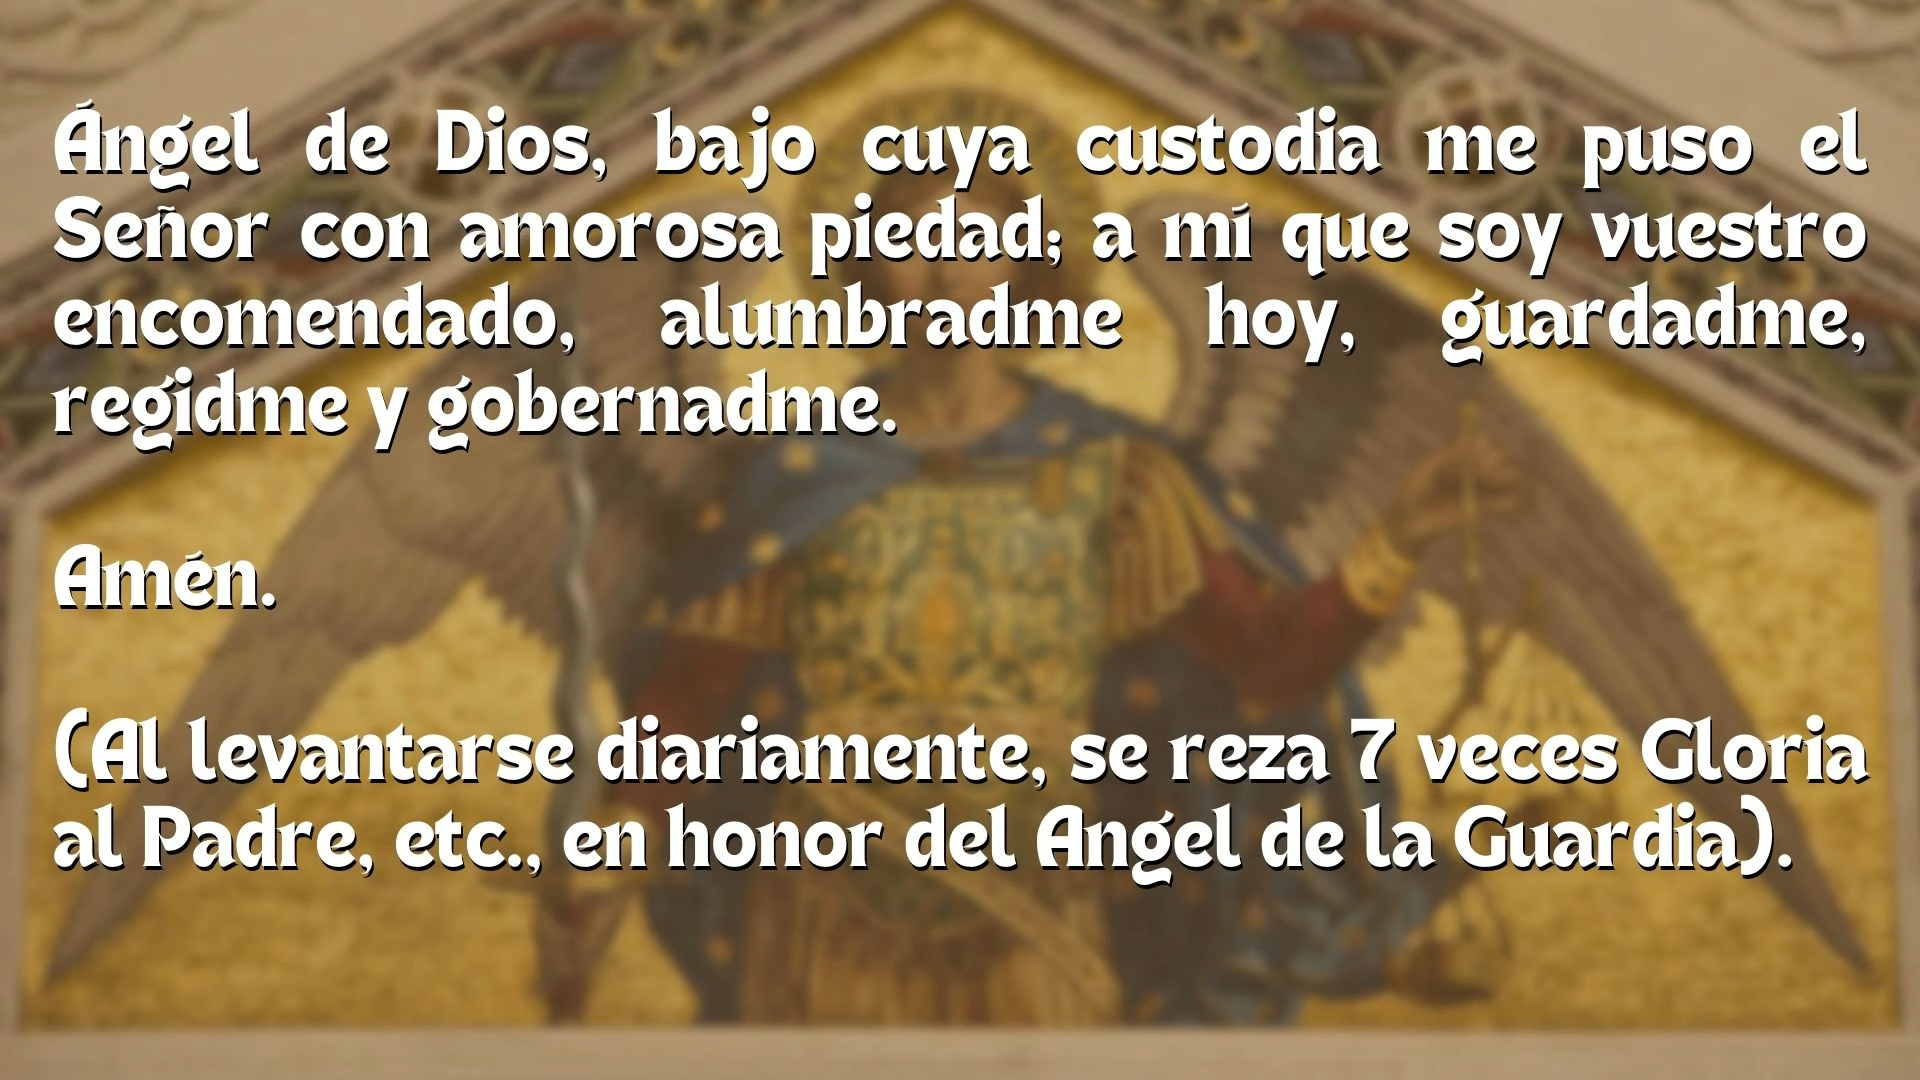 Ángel de Dios, bajo cuya custodia me puso el
Señor con amorosa piedad; a mí que soy vuestro
encomendado, alumbradme hoy, guardadme,
regidme y gobernadme.
Amén.
(Al levantarse diariamente, se reza 7 veces Gloria
al Padre, etc., en honor del Angel de la Guardia).